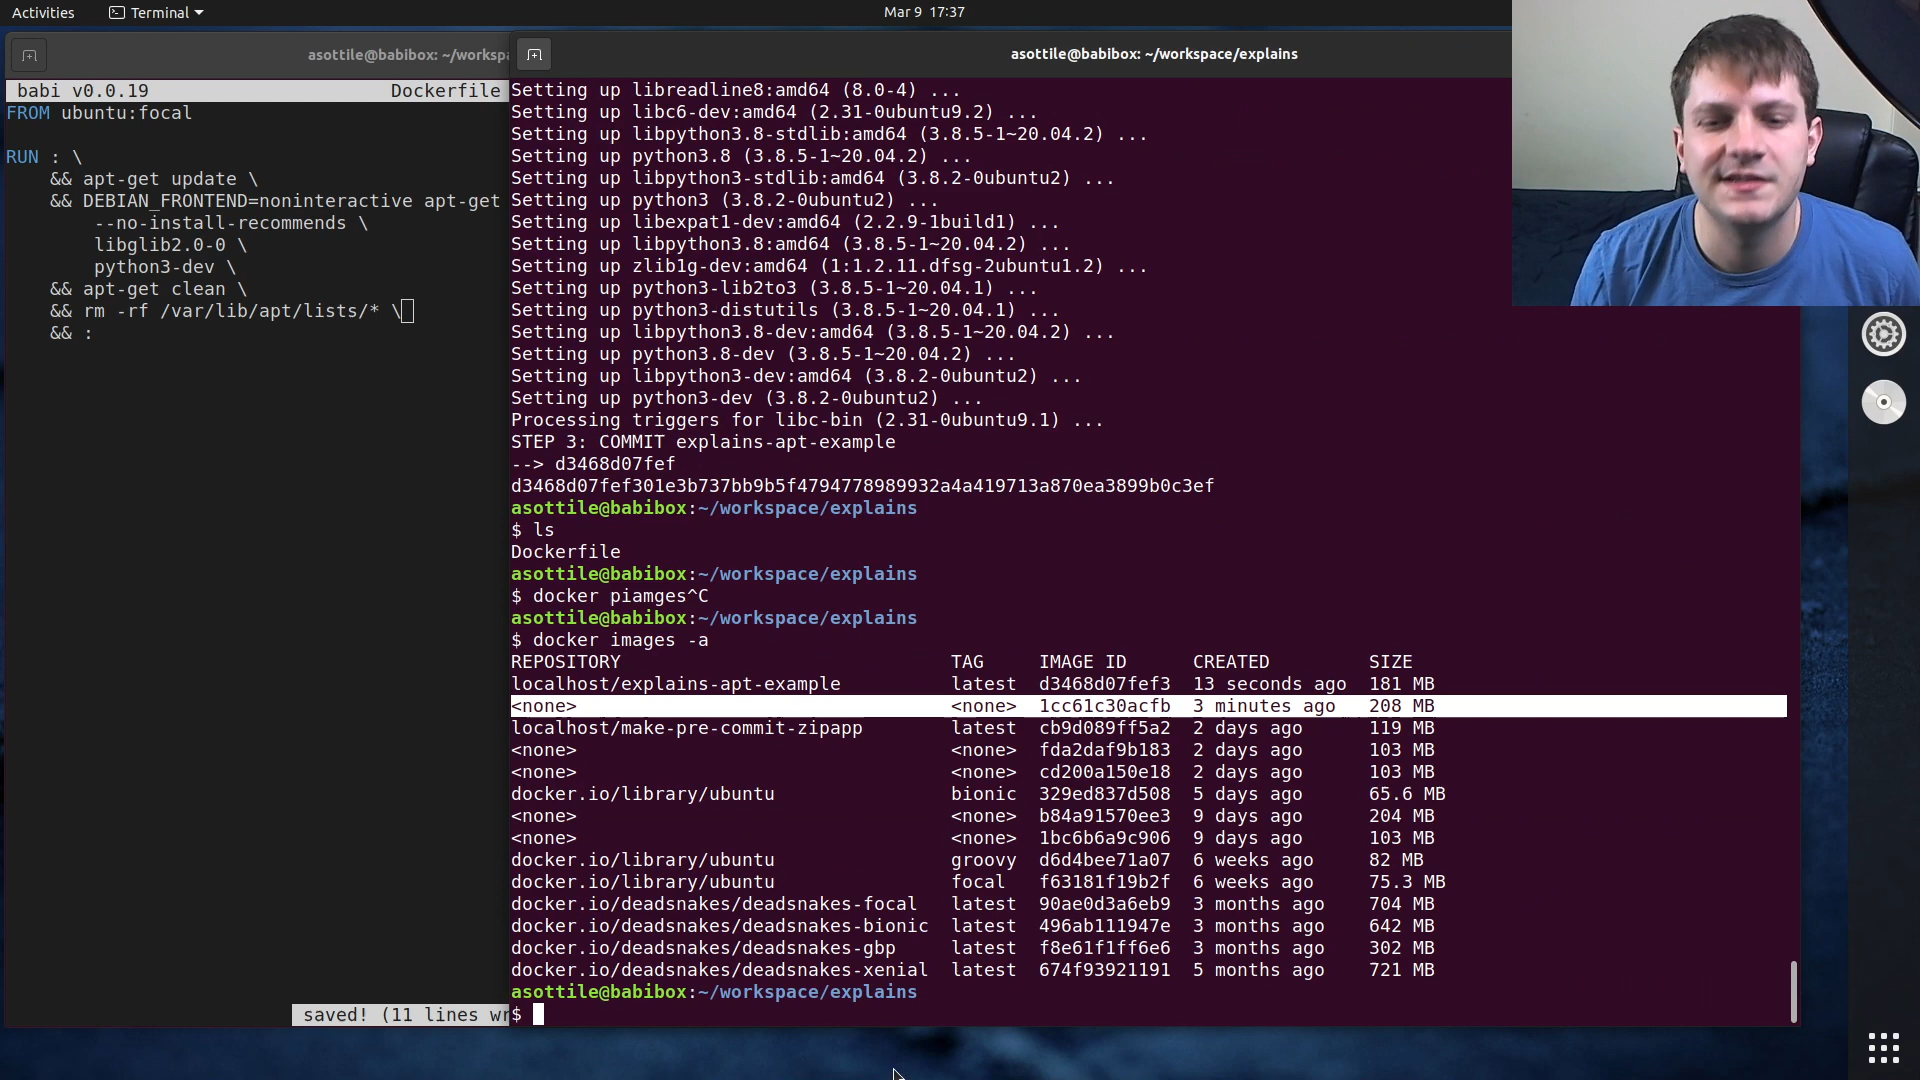 Activities
Terminal
Mar 9 17:37
asottile@babibox: ~/worksp
babi v0.0.19 Dockerfile
FROM ubuntu:focal
RUN : \
&& apt-get update \
&& DEBIAN_FRONTEND=noninteractive apt-get
--no-install-recommends \
libglib2.0-0 \
python3-dev \
&& apt-get clean \
&& rm -rf /var/lib/apt/lists/* \
&& :
saved! (11 lines wr
asottile@babibox: ~/workspace/explains
Setting up libreadline8:amd64 (8.0-4) ...
Setting up libc6-dev:amd64 (2.31-0ubuntu9.2) ...
Setting up libpython3.8-stdlib:amd64 (3.8.5-1~20.04.2) ...
Setting up python3.8 (3.8.5-1~20.04.2) ...
Setting up libpython3-stdlib:amd64 (3.8.2-0ubuntu2) ...
Setting up python3 (3.8.2-0ubuntu2) ...
Setting up libexpat1-dev:amd64 (2.2.9-1build1) ...
Setting up libpython3.8:amd64 (3.8.5-1~20.04.2) ...
Setting up zlib1g-dev:amd64 (1:1.2.11.dfsg-2ubuntu1.2) ...
Setting up python3-lib2to3 (3.8.5-1~20.04.1) ...
Setting up python3-distutils (3.8.5-1~20.04.1) ...
Setting up libpython3.8-dev:amd64 (3.8.5-1~20.04.2) ...
Setting up python3.8-dev (3.8.5-1~20.04.2) ...
Setting up libpython3-dev:amd64 (3.8.2-0ubuntu2) ...
Setting up python3-dev (3.8.2-0ubuntu2) ...
Processing triggers for libc-bin (2.31-0ubuntu9.1) ...
STEP 3: COMMIT explains-apt-example
--> d3468d07fef
d3468d07fef301e3b737bb9b5f4794778989932a4a419713a870ea3899b0c3ef
asottile@babibox:~/workspace/explains
$ ls
Dockerfile
asottile@babibox:~/workspace/explains
$ docker piamges^C
asottile@babibox:~/workspace/explains
$ docker images -a
REPOSITORY TAG IMAGE ID CREATED SIZE
localhost/explains-apt-example latest d3468d07fef3 13 seconds ago 181 MB
<none> <none> 1cc61c30acfb 3 minutes ago 208 MB
localhost/make-pre-commit-zipapp latest cb9d089ff5a2 2 days ago 119 MB
<none> <none> fda2daf9b183 2 days ago 103 MB
<none> <none> cd200a150e18 2 days ago 103 MB
docker.io/library/ubuntu bionic 329ed837d508 5 days ago 65.6 MB
<none> <none> b84a91570ee3 9 days ago 204 MB
<none> <none> 1bc6b6a9c906 9 days ago 103 MB
docker.io/library/ubuntu groovy d6d4bee71a07 6 weeks ago 82 MB
docker.io/library/ubuntu focal f63181f19b2f 6 weeks ago 75.3 MB
docker.io/deadsnakes/deadsnakes-focal latest 90ae0d3a6eb9 3 months ago 704 MB
docker.io/deadsnakes/deadsnakes-bionic latest 496ab111947e 3 months ago 642 MB
docker.io/deadsnakes/deadsnakes-gbp latest f8e61f1ff6e6 3 months ago 302 MB
docker.io/deadsnakes/deadsnakes-xenial latest 674f93921191 5 months ago 721 MB
asottile@babibox:~/workspace/explains
$